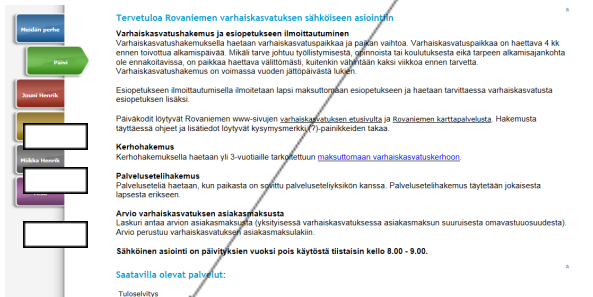 Tervetuloa Rovaniemen varhaiskasvatuksen sähköiseen asiointiin
Meidän perhe
Päivi
Jouni Henrik
Miikka Henrik
Varhaiskasvatushakemus ja esiopetukseen ilmoittautuminen
Varhaiskasvatushakemuksella haetaan varhaiskasvatuspaikkaa ja paikan vaihtoa. Varhaiskasvatuspaikkaa on haettava 4 kk
ennen toivottua alkamispäivää. Mikäli tarve johtuu työllistymisestä, opinnoista tai koulutuksesta eikä tarpeen alkamisajankohta
ole ennakoitavissa, on paikkaa haettava välittömästi, kuitenkin vähintään kaksi viikkoa ennen tarvetta.
Varhaiskasvatushakemus on voimassa vuoden jättöpäivästä lukien.
Esiopetukseen ilmoittautumisella ilmoitetaan lapsi maksuttomaan esiopetukseen ja haetaan tarvittaessa varhaiskasvatusta
esiopetuksen lisäksi.
Päiväkodit löytyvät Rovaniemen www-sivujen varhaiskasvatuksen etusivulta ja Rovaniemen karttapalvelusta. Hakemusta
täyttäessä ohjeet ja lisätiedot löytyvät kysymysmerkki (?)-painikkeiden takaa.
Kerhohakemus
Kerhohakemuksella haetaan yli 3-vuotiaille tarkoitettuun maksuttomaan varhaiskasvatuskerhoon.
Palvelusetelihakemus
Palveluseteliä haetaan, kun paikasta on sovittu palveluseteliyksikön kanssa. Palvelusetelihakemus täytetään jokaisesta
lapsesta erikseen.
Arvio varhaiskasvatuksen asiakasmaksusta
Laskuri antaa arvion asiakasmaksusta (yksityisessä varhaiskasvatuksessa asiakasmaksun suuruisesta omavastuuosuudesta).
Arvio perustuu varhaiskasvatuksen asiakasmaksulakiin.
Sähköinen asiointi on päivityksien vuoksi pois käytöstä tiistaisin kello 8.00 - 9.00.
Saatavilla olevat palvelut:
Tuloselvitys